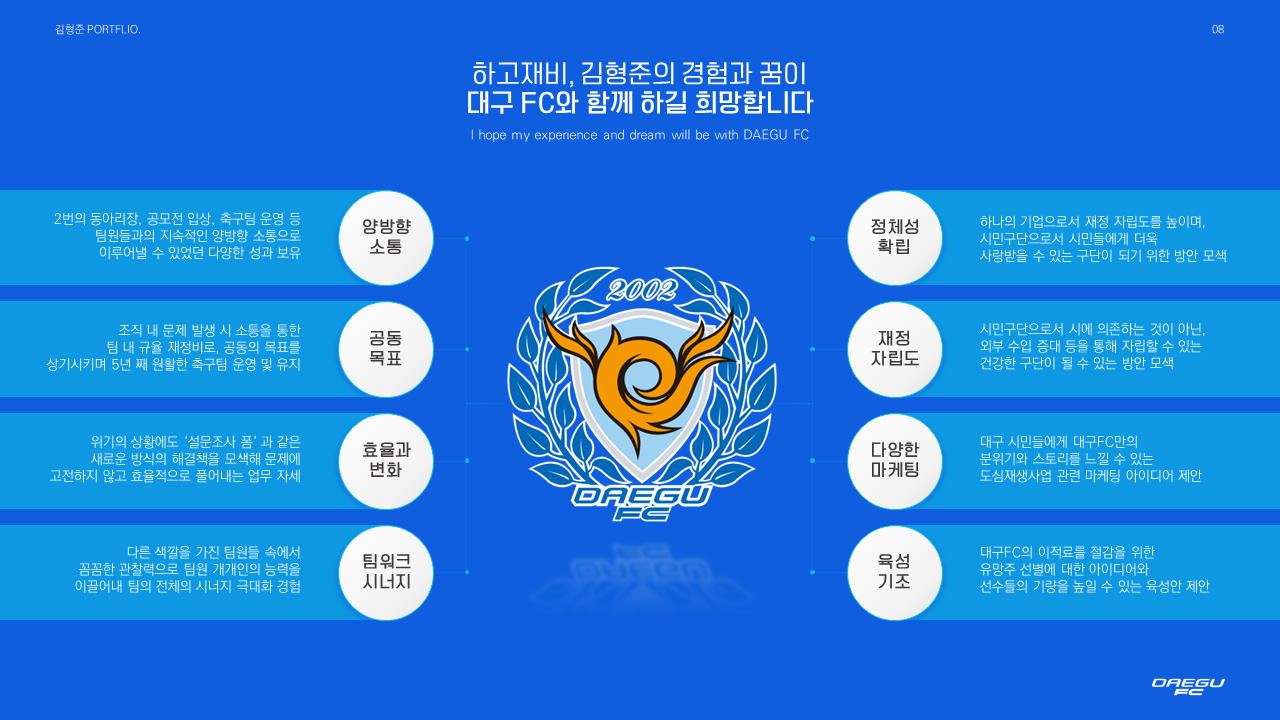 김형준 PORTFLIO.
08
하고재비, 김형준의 경험과 꿈이
대구 FC와 함께 하길 희망합니다
I hope my experience and dream will be with DAEGU FC
2번의 동아리장, 공모전 입상, 축구팀 운영 등
팀원들과의 지속적인 양방향 소통으로
이루어낼 수 있었던 다양한 성과 보유
양방향
소통
조직 내 문제 발생 시 소통을 통한
팀 내 규율 재정비로, 공동의 목표를
상기시키며 5년 째 원활한 축구팀 운영 및 유지
공동
목표
위기의 상황에도 '설문조사 폼' 과 같은
새로운 방식의 해결책을 모색해 문제에
고전하지 않고 효율적으로 풀어내는 업무 자세
효율과
변화
다른 색깔을 가진 팀원들 속에서
꼼꼼한 관찰력으로 팀원 개개인의 능력을
이끌어내 팀의 전체의 시너지 극대화 경험
팀워크
시너지
2002
DAEGU
FC
정체성
확립
하나의 기업으로서 재정 자립도를 높이며,
시민구단으로서 시민들에게 더욱
사랑받을 수 있는 구단이 되기 위한 방안 모색
재정
자립도
시민구단으로서 시에 의존하는 것이 아닌,
외부 수입 증대 등을 통해 자립할 수 있는
건강한 구단이 될 수 있는 방안 모색
다양한
마케팅
대구 시민들에게 대구FC만의
분위기와 스토리를 느낄 수 있는
도심재생사업 관련 마케팅 아이디어 제안
육성
기조
대구FC의 이적료를 절감을 위한
유망주 선별에 대한 아이디어와
선수들의 기량을 높일 수 있는 육성안 제안
DAEGU
FC